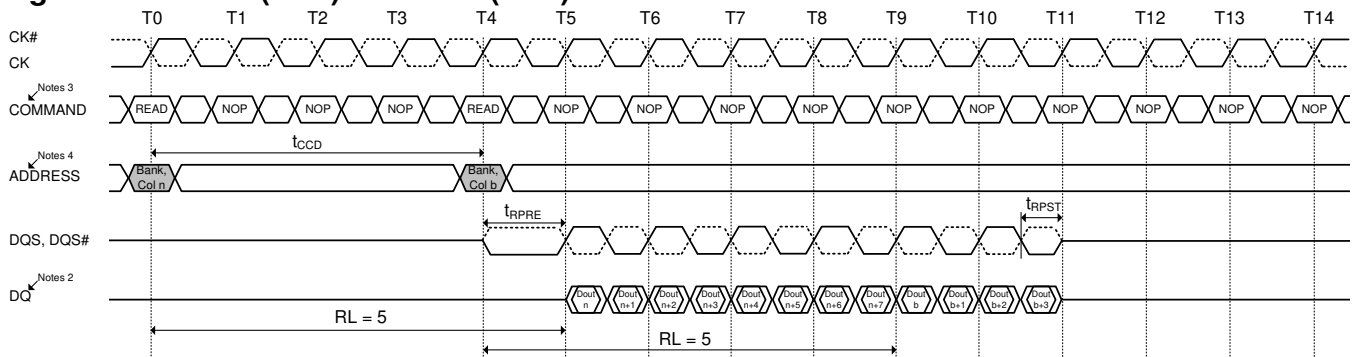 T0 T1 T2 T3 T4 T5 T6 T7 T8 T9 T10 T11 T12 T13 T14
CK#
CK
Notes 3
COMMAND READ NOP NOP NOP READ NOP NOP NOP NOP NOP NOP NOP NOP NOP NOP
tCCD
Notes 4
ADDRESS Bank, Col n Bank, Col b
tRPRE tRPST
DQS, DQS#
Notes 2
DQ Dout n Dout n+1 Dout n+2 Dout n+3 Dout n+4 Dout n+5 Dout n+6 Dout n+7 Dout b Dout b+1 Dout b+2 Dout b+3
RL = 5
RL = 5